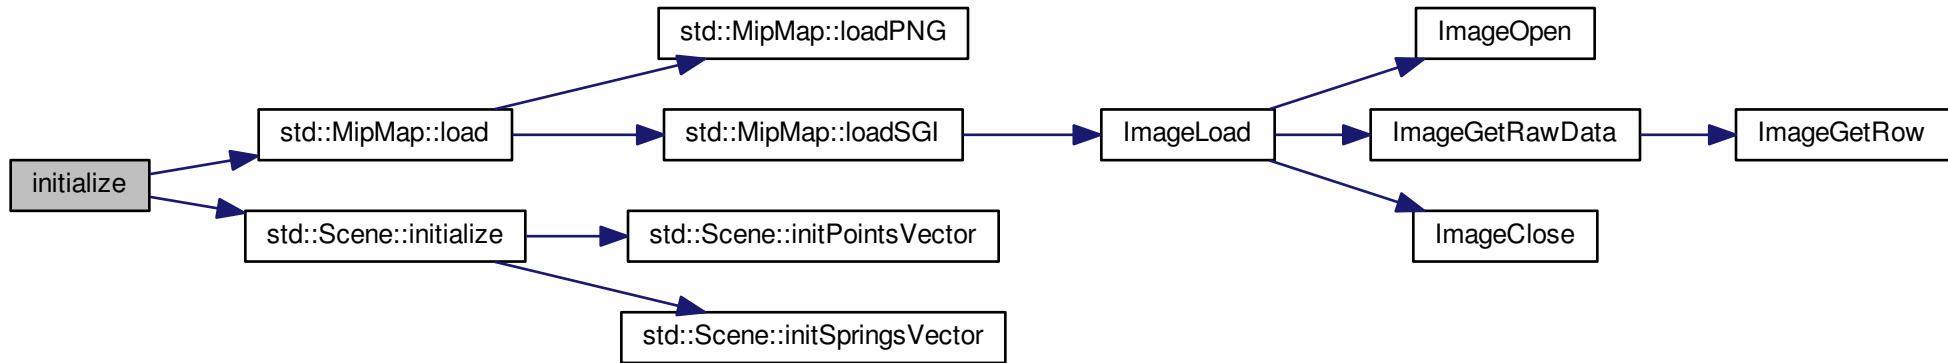 std::MipMap::loadPNG
ImageOpen
std::MipMap::load
std::MipMap::loadSGI
ImageLoad
ImageGetRawData
ImageGetRow
initialize
std::Scene::initialize
std::Scene::initPointsVector
ImageClose
std::Scene::initSpringsVector